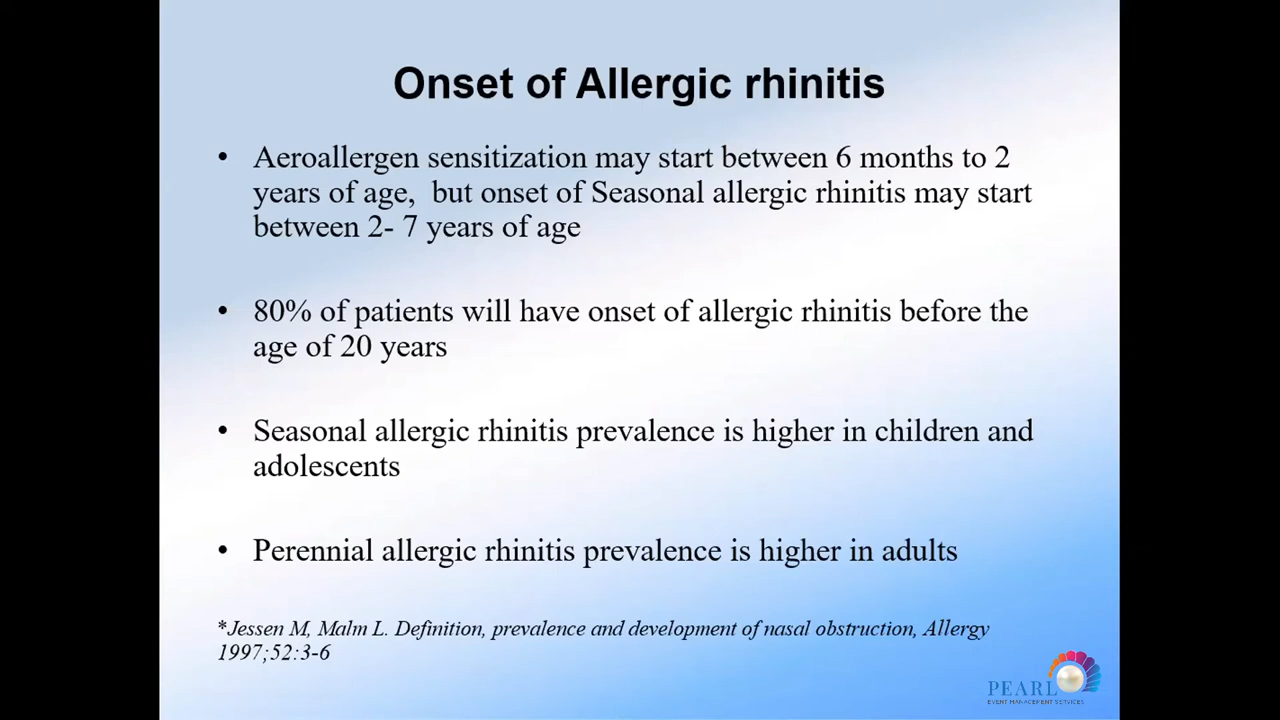 Onset of Allergic rhinitis
• Aeroallergen sensitization may start between 6 months to 2
years of age,  but onset of Seasonal allergic rhinitis may start
between 2- 7 years of age
• 80% of patients will have onset of allergic rhinitis before the
age of 20 years
• Seasonal allergic rhinitis prevalence is higher in children and
adolescents
• Perennial allergic rhinitis prevalence is higher in adults
*Jessen M, Malm L. Definition, prevalence and development of nasal obstruction, Allergy
1997;52:3-6
PEARL
EVENT MANAGEMENT SERVICES